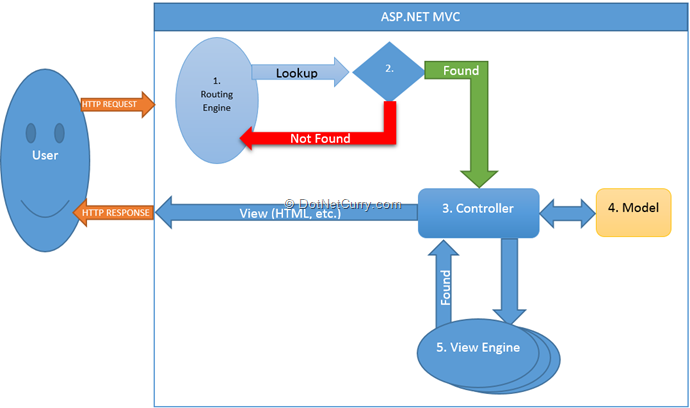 ASP.NET MVC
1.
Routing
Engine
Lookup
2.
Found
HTTP REQUEST
Not Found
User
© DotNetCurry.com
HTTP RESPONSE
View (HTML, etc.)
3. Controller
4. Model
Found
5. View Engine